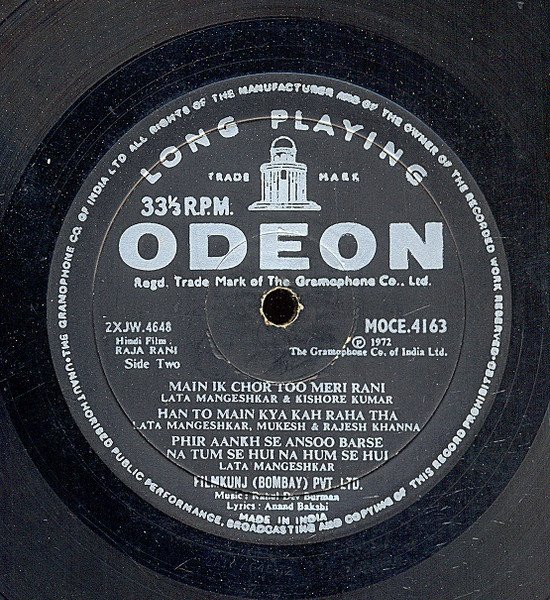 UNAUTHORISED PUBLIC PERFORMANCE, BROADCASTING AND COPYING OF THIS RECORD PROHIBITED. •THE GRAMOPHONE CO. OF INDIA LTD ALL RIGHTS OF THE MANUFACTURER AND OF THE OWNER OF THE RECORDED WORK RESERVED•
LONG PLAYING
TRADE MARK
33⅓ R.P.M.
ODEON
Regd. Trade Mark of The Gramophone Co., Ltd.
2XJW.4648
MOCE.4163
Hindi Film :
RAJA RANI
Side Two
Ⓟ 1972
The Gramophone Co. of India Ltd.
MAIN IK CHOR TOO MERI RANI
LATA MANGESHKAR & KISHORE KUMAR
HAN TO MAIN KYA KAH RAHA THA
LATA MANGESHKAR, MUKESH & RAJESH KHANNA
PHIR AANKH SE ANSOO BARSE
NA TUM SE HUI NA HUM SE HUI
LATA MANGESHKAR
FILMKUNJ (BOMBAY) PVT. LTD.
Music : Rahul Dev Burman
Lyrics : Anand Bakshi
MADE IN INDIA